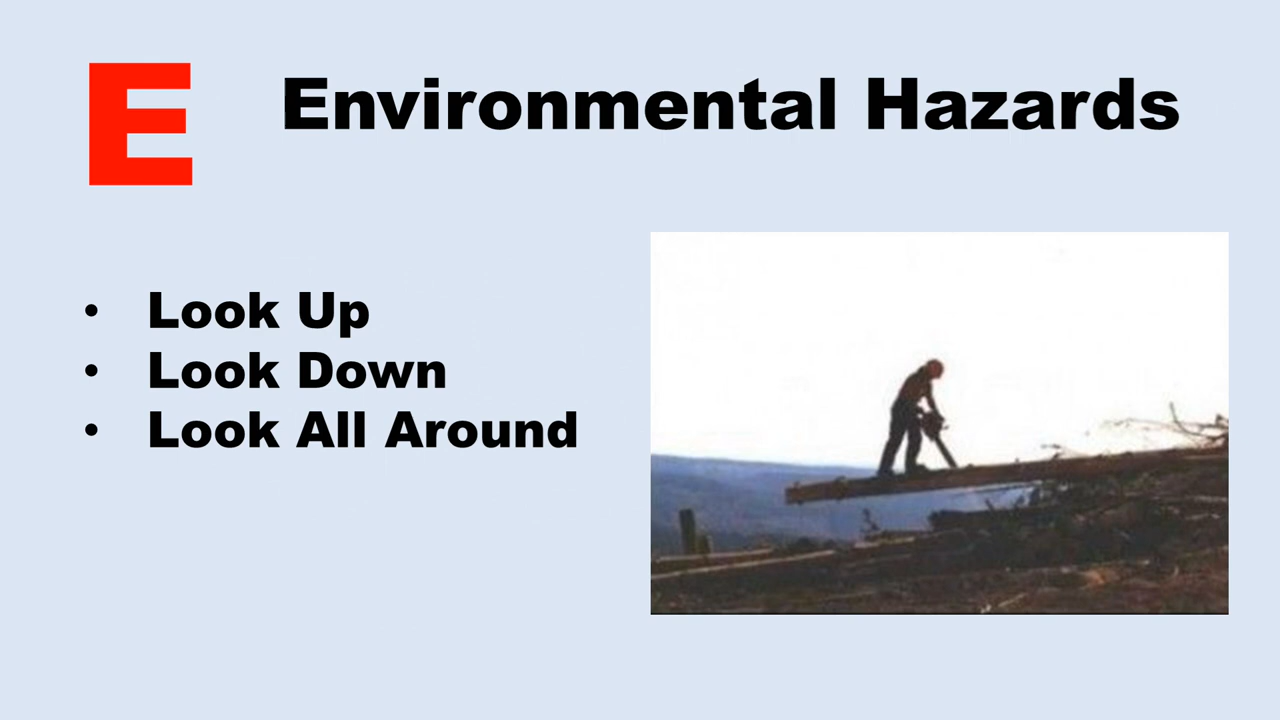 E
Environmental Hazards
• Look Up
• Look Down
• Look All Around